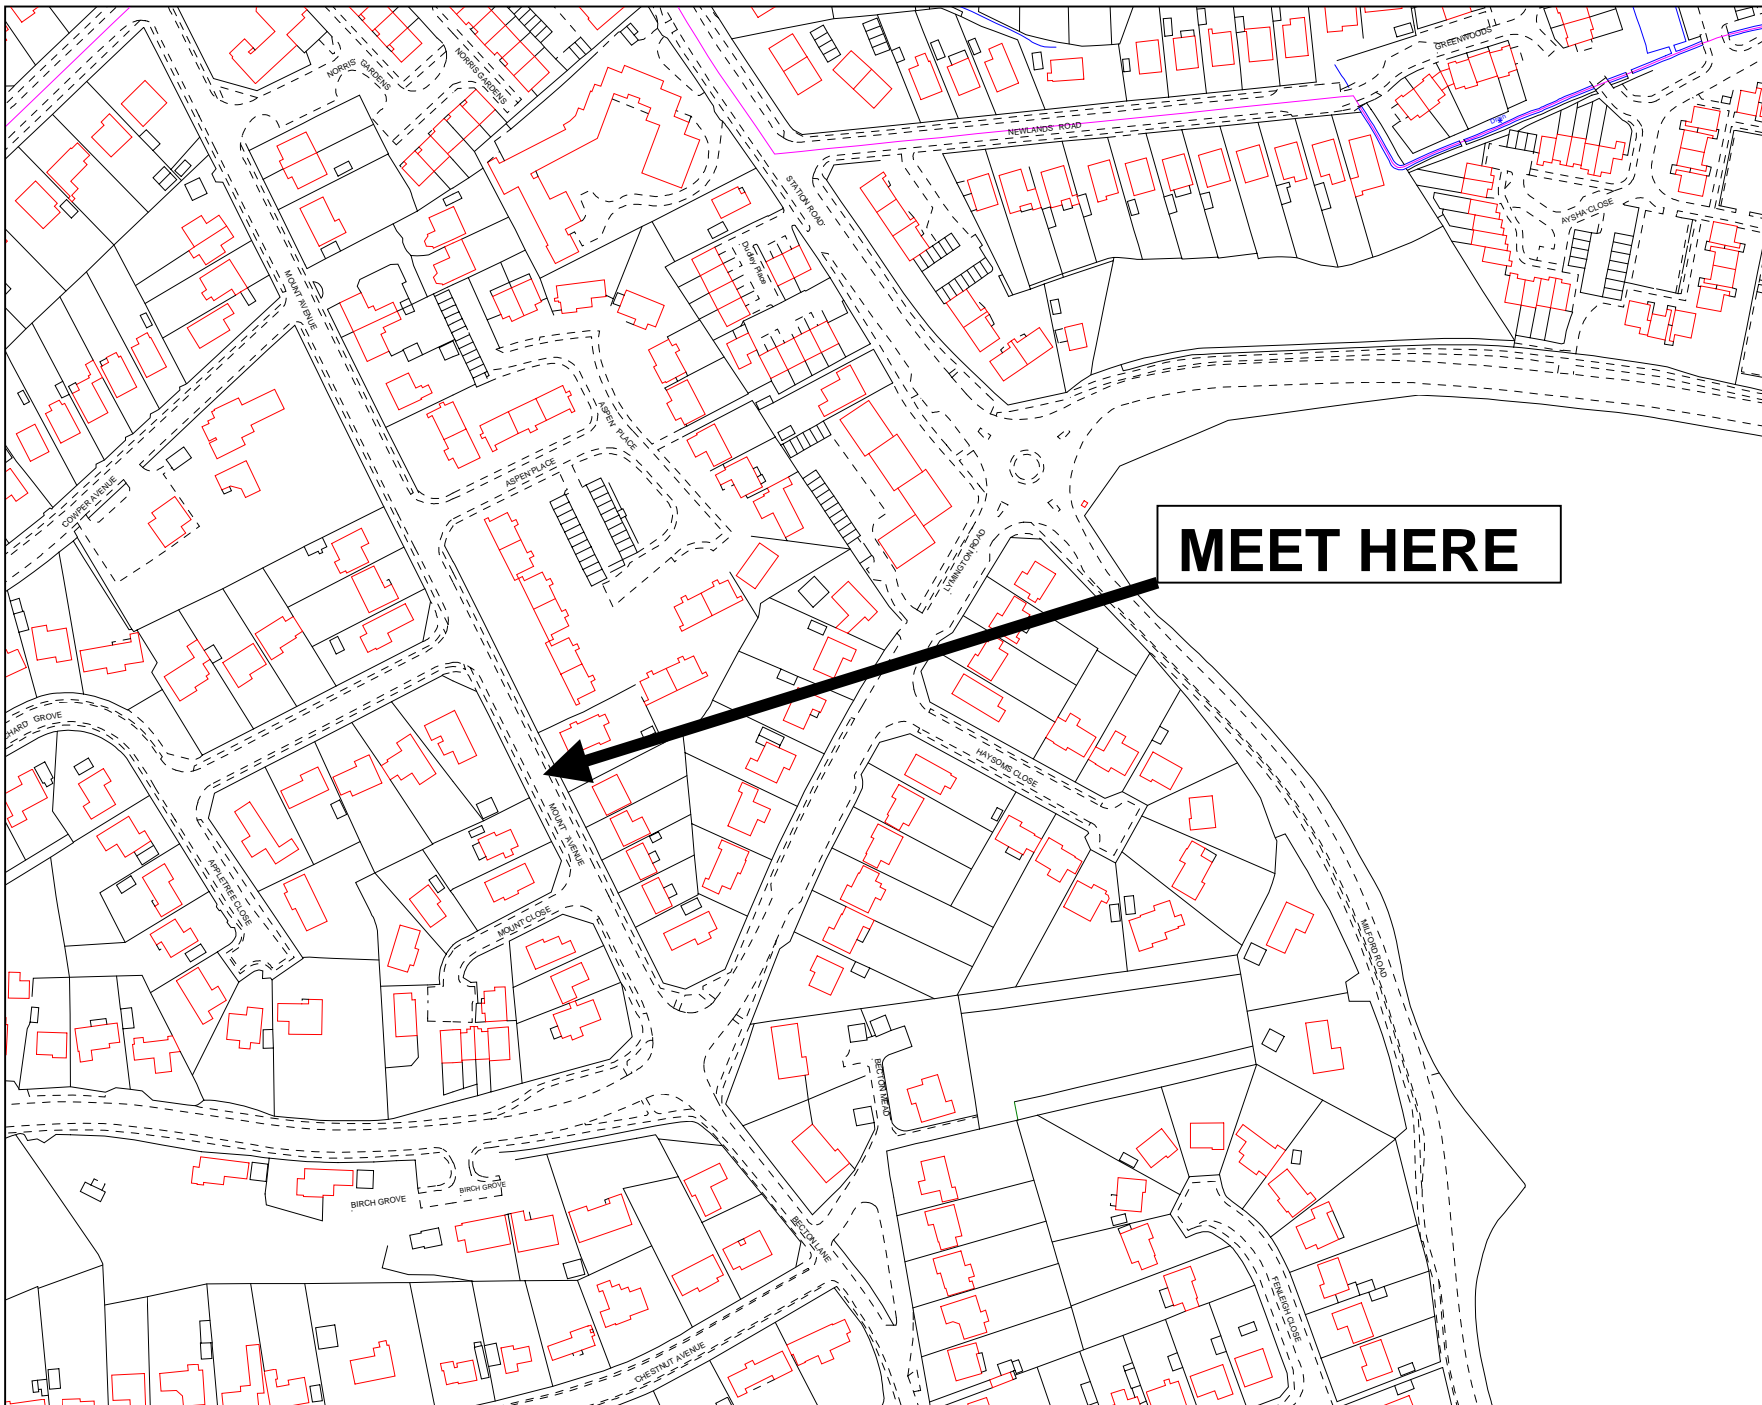 GREENWOODS
NORRIS GARDENS
NORRIS GARDENS
NEWLANDS ROAD
Drain
STATION ROAD
AYSHA CLOSE
Dudley Place
MOUNT AVENUE
ASPEN PLACE
ASPEN PLACE
COWPER AVENUE
MEET HERE
LYMINGTON ROAD
CHARD GROVE
HAYSOMS CLOSE
MOUNT AVENUE
APPLETREE CLOSE
MOUNT CLOSE
MILFORD ROAD
BECTON MEAD
BIRCH GROVE
BIRCH GROVE
BECTON LANE
FENLEIGH CLOSE
CHESTNUT AVENUE